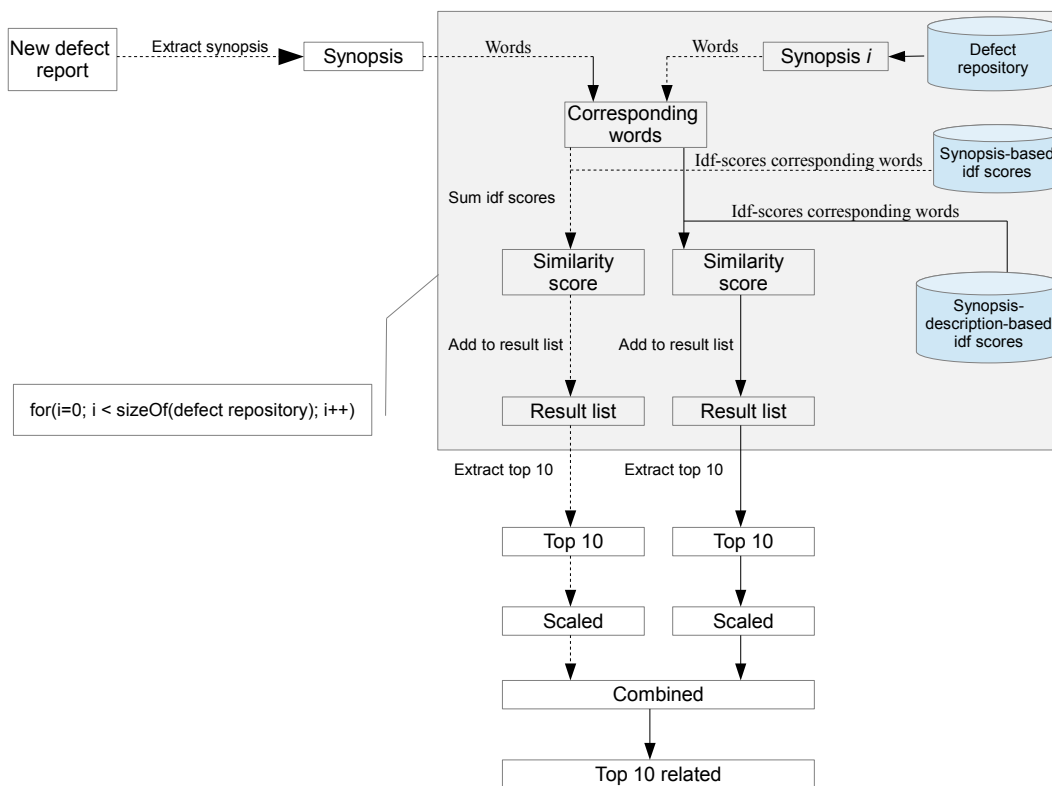 New defect
report
Extract synopsis
Synopsis
Words
Words
Synopsis i
Defect
repository
Corresponding
words
Idf-scores corresponding words
Synopsis-based
idf scores
Sum idf scores
Idf-scores corresponding words
Similarity
score
Similarity
score
Synopsis-
description-based
idf scores
Add to result list
Add to result list
for(i=0; i < sizeOf(defect repository); i++)
Result list
Result list
Extract top 10
Extract top 10
Top 10
Top 10
Scaled
Scaled
Combined
Top 10 related